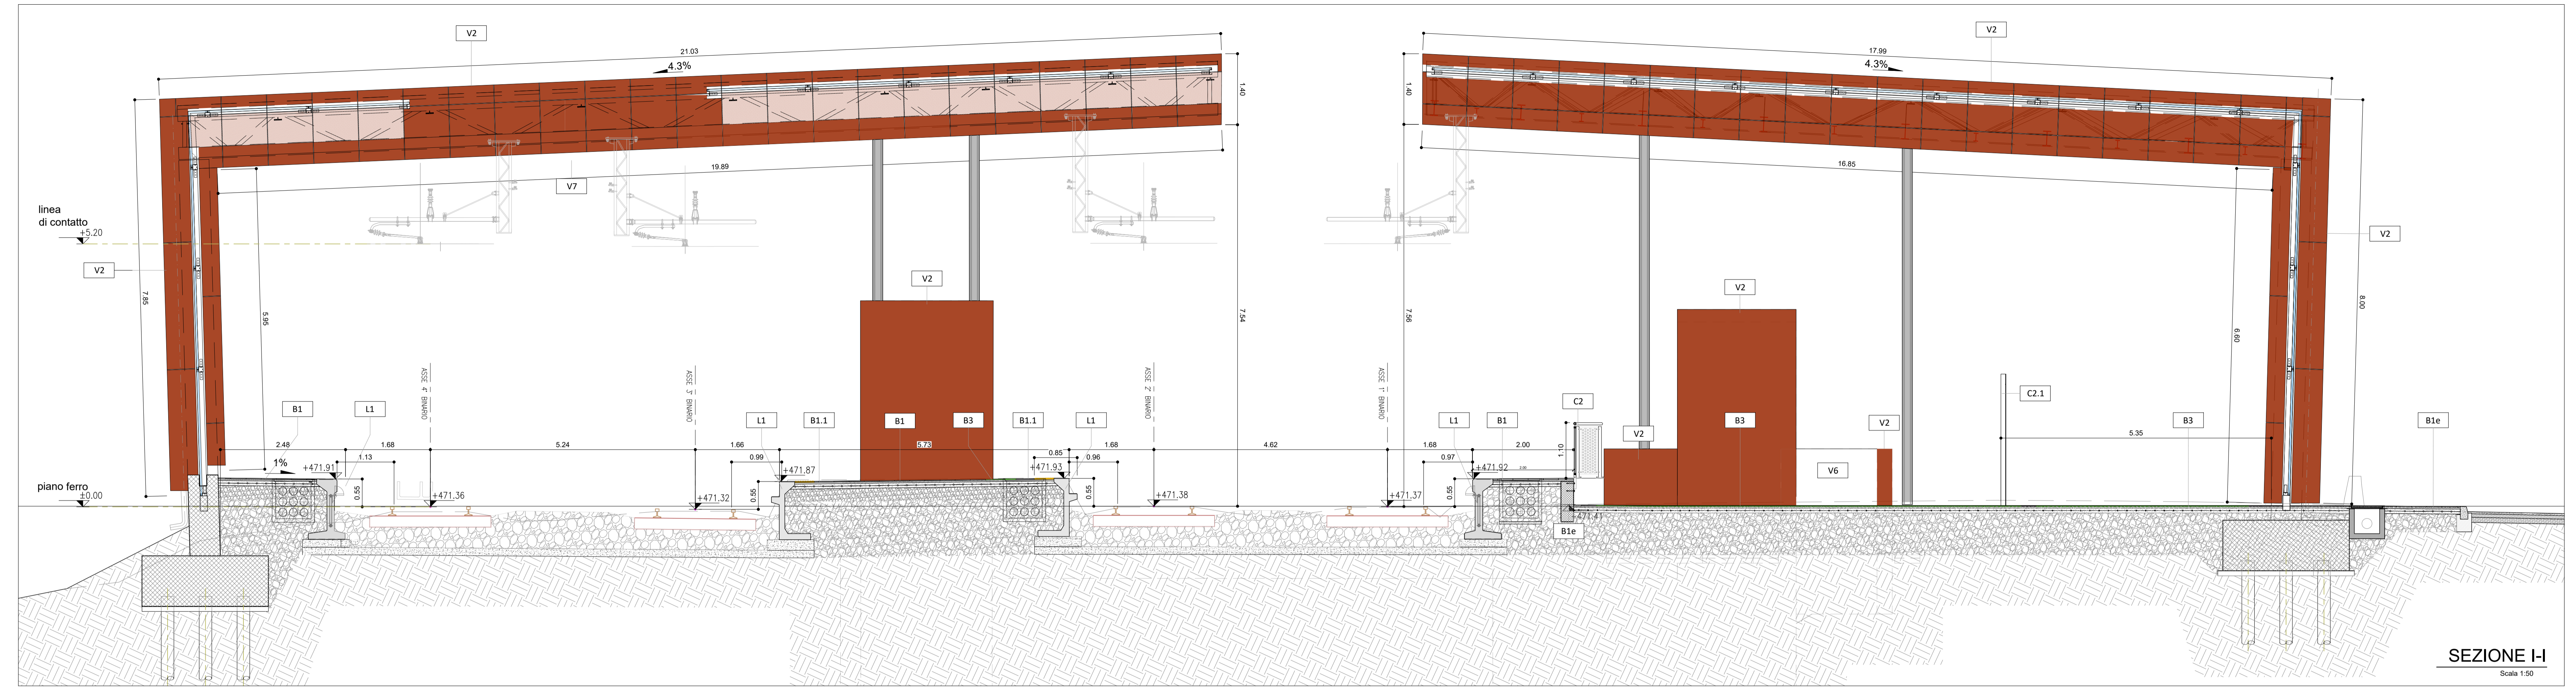 V2
V2
21.03
17.99
4.3%
4.3%
1.40
1.40
19.89
16.85
V7
linea
di contatto
+5.20
V2
V2
V2
V2
7.85
5.95
7.54
7.56
6.60
8.00
ASSE 4° BINARIO
ASSE 3° BINARIO
ASSE 2° BINARIO
ASSE 1° BINARIO
C2
C2.1
B1
L1
L1
B1.1
B1
B3
B1.1
L1
L1
B1
V2
B3
V2
B3
B1e
2.48
1.68
5.24
1.66
5.73
1.68
4.62
1.68
2.00
1.10
5.35
1%
1.13
0.99
0.85
0.96
0.97
2.00
V6
+471.91
+471.87
+471.93
+471.92
piano ferro
±0.00
0.55
+471.36
+471.32
0.55
0.55
+471.38
+471.37
0.55
+471.41
B1e
SEZIONE I-I
Scala 1:50